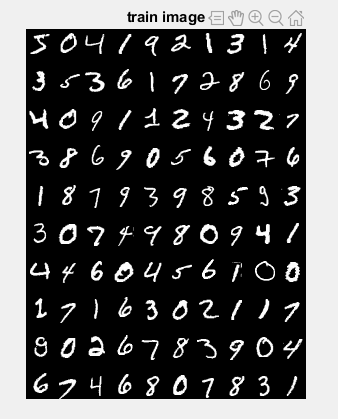 train image
5 0 4 1 9 2 1 3 1 4
3 5 3 6 1 7 2 8 6 9
4 0 9 1 1 2 4 3 2 7
3 8 6 9 0 5 6 0 7 6
1 8 7 9 3 9 8 5 9 3
3 0 7 4 9 8 0 9 4 1
4 4 6 0 4 5 6 1 0 0
1 7 1 6 3 0 2 1 1 7
9 0 2 6 7 8 3 9 0 4
6 7 4 6 8 0 7 8 3 1